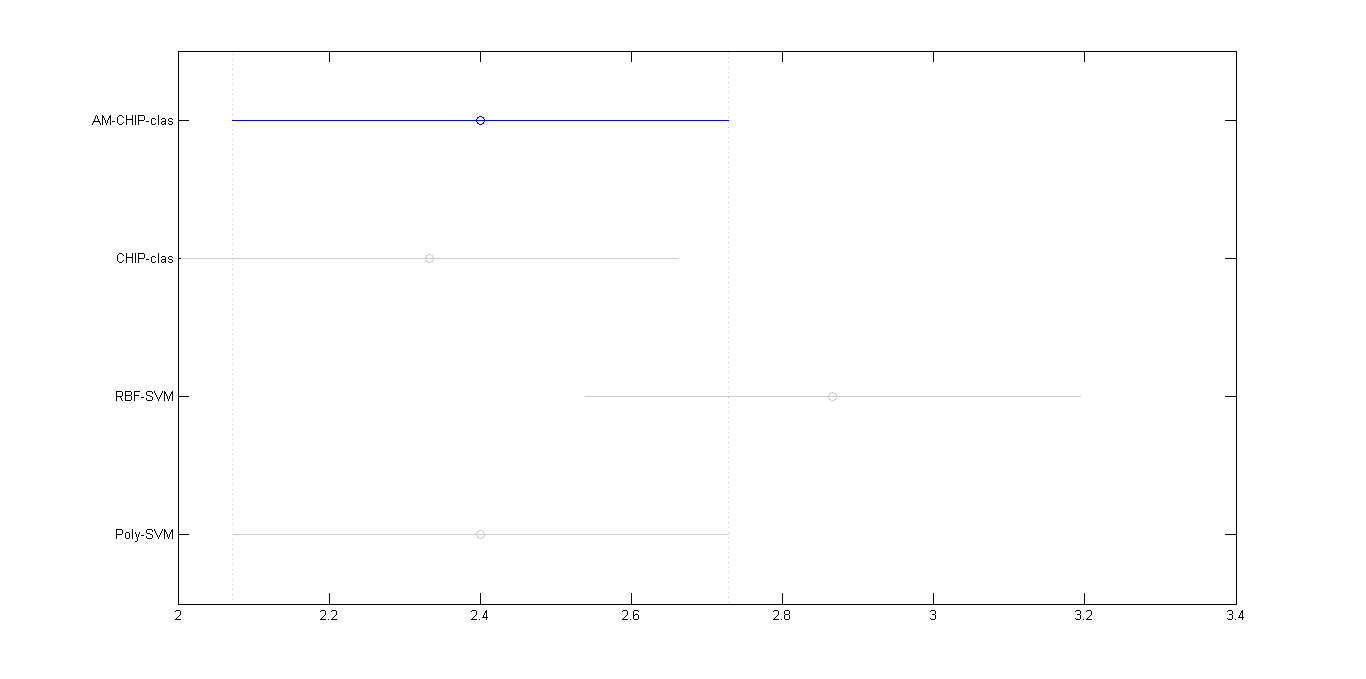 AM-CHIP-clas
CHIP-clas
RBF-SVM
Poly-SVM
2 2.2 2.4 2.6 2.8 3 3.2 3.4